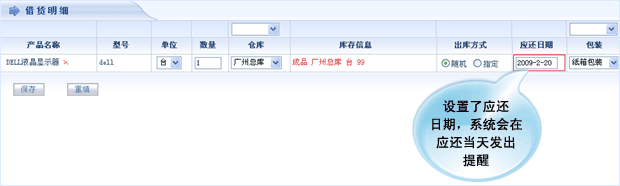 借货明细
产品名称 型号 单位 数量 仓库 库存信息 出库方式 应还日期 包装
DELL液晶显示器 × dell 台 1 广州总库 成品 广州总库 台 99 随机 指定 2009-2-20 纸箱包装
保存 重填
设置了应还
日期，系统会在
应还当天发出
提醒